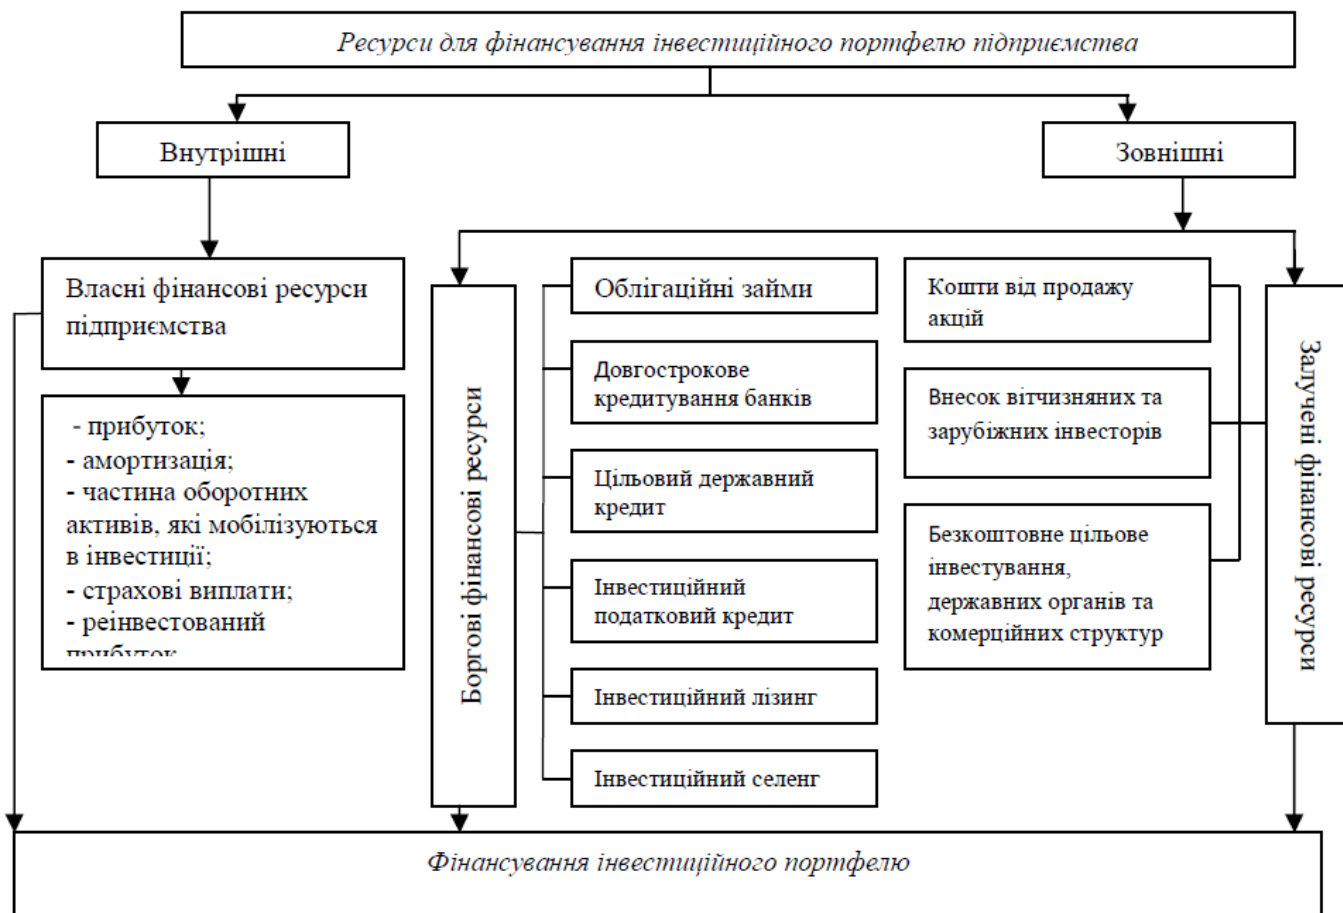 Ресурси для фінансування інвестиційного портфелю підприємства
Внутрішні
Зовнішні
Власні фінансові ресурси
підприємства
- прибуток;
- амортизація;
- частина оборотних
активів, які мобілізуються
в інвестиції;
- страхові виплати;
- реінвестований
прибуток
Боргові фінансові ресурси
Облігаційні займи
Довгострокове
кредитування банків
Цільовий державний
кредит
Інвестиційний
податковий кредит
Інвестиційний лізинг
Інвестиційний селенг
Кошти від продажу
акцій
Внесок вітчизняних та
зарубіжних інвесторів
Безкоштовне цільове
інвестування,
державних органів та
комерційних структур
Залучені фінансові ресурси
Фінансування інвестиційного портфелю